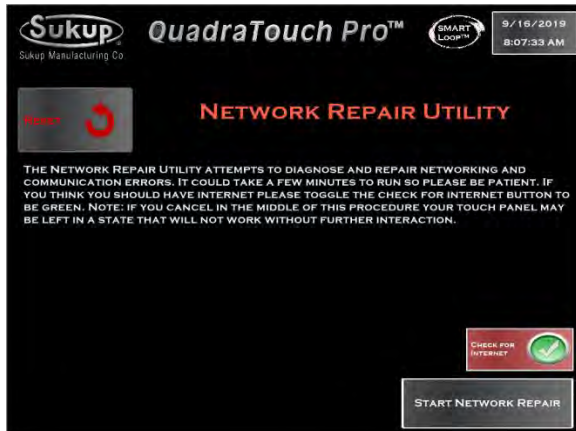 Sukup
Sukup Manufacturing Co
QuadraTouch Pro™
SMART
LOOP™
9/16/2019
8:07:33 AM
RESET
NETWORK REPAIR UTILITY
THE NETWORK REPAIR UTILITY ATTEMPTS TO DIAGNOSE AND REPAIR NETWORKING AND
COMMUNICATION ERRORS. IT COULD TAKE A FEW MINUTES TO RUN SO PLEASE BE PATIENT. IF
YOU THINK YOU SHOULD HAVE INTERNET PLEASE TOGGLE THE CHECK FOR INTERNET BUTTON TO
BE GREEN. NOTE: IF YOU CANCEL IN THE MIDDLE OF THIS PROCEDURE YOUR TOUCH PANEL MAY
BE LEFT IN A STATE THAT WILL NOT WORK WITHOUT FURTHER INTERACTION.
CHECK FOR
INTERNET
START NETWORK REPAIR